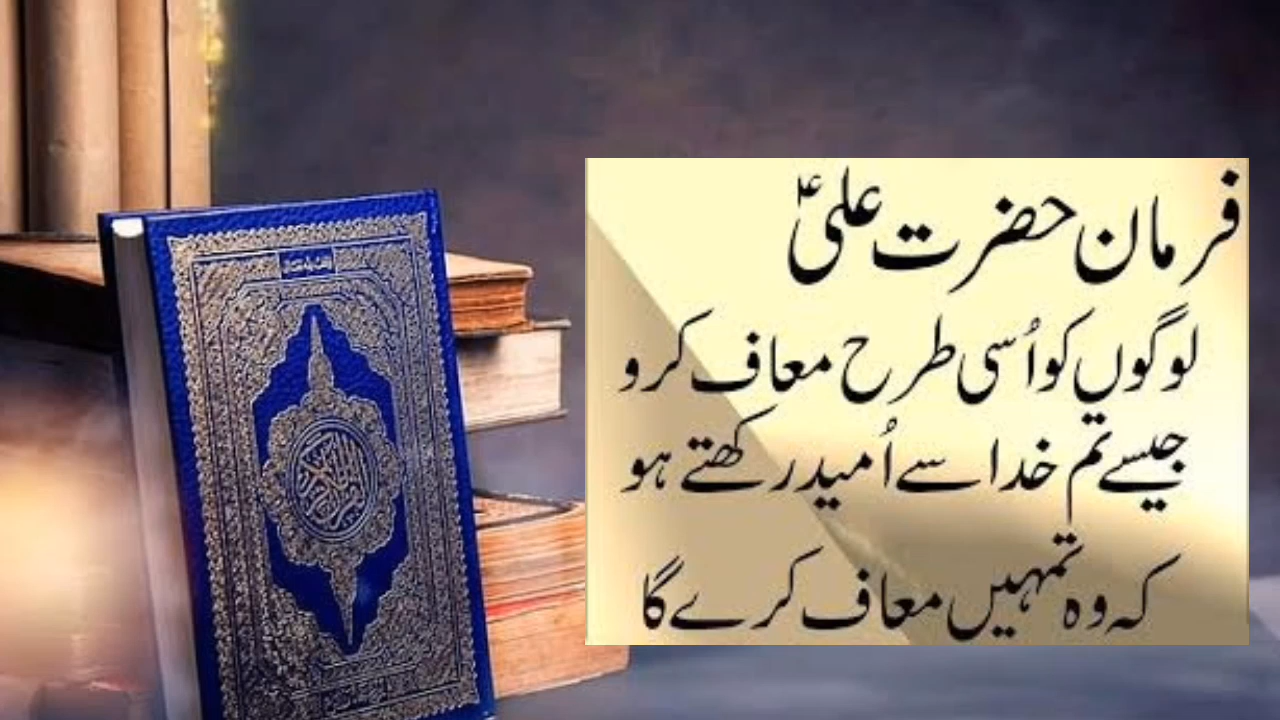 فرمان حضرت علیؑ
لوگوں کو اُسی طرح معاف کرو
جیسے تم خدا سے اُمید رکھتے ہو
کہ وہ تمہیں معاف کرے گا